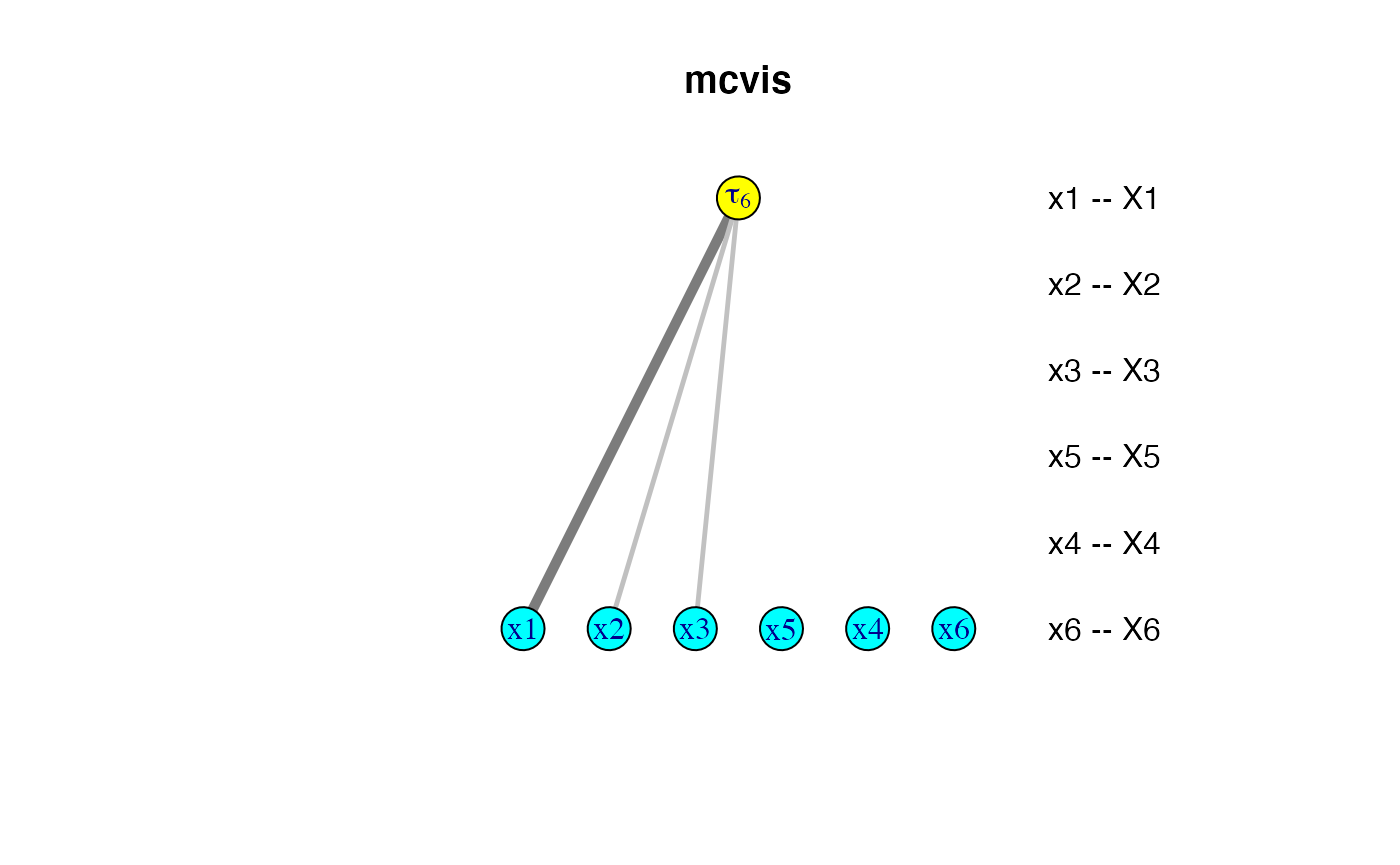 mcvis
τ6
x1 -- X1
x2 -- X2
x3 -- X3
x5 -- X5
x4 -- X4
x1 x2 x3 x5 x4 x6 x6 -- X6